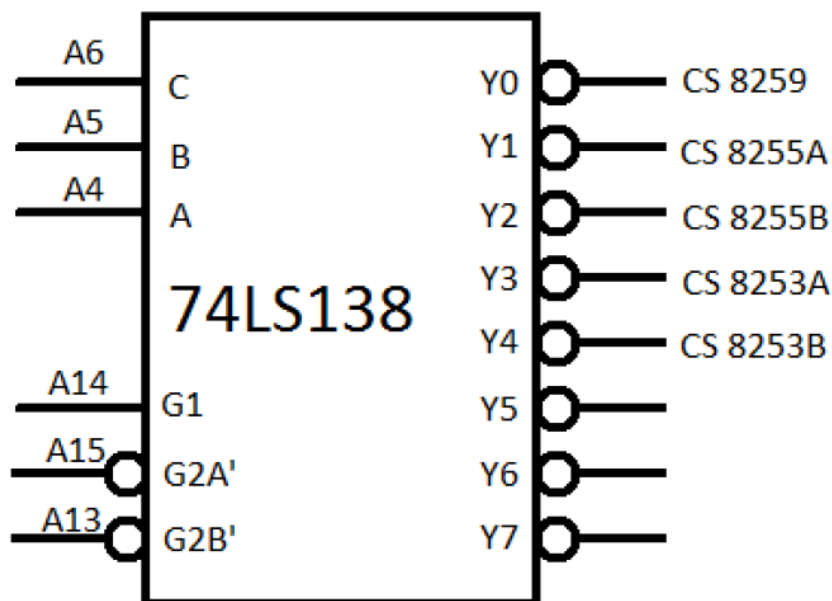 A6 C Y0 CS 8259
A5 B Y1 CS 8255A
A4 A Y2 CS 8255B
Y3 CS 8253A
74LS138
Y4 CS 8253B
A14 G1 Y5
A15 G2A' Y6
A13 G2B' Y7